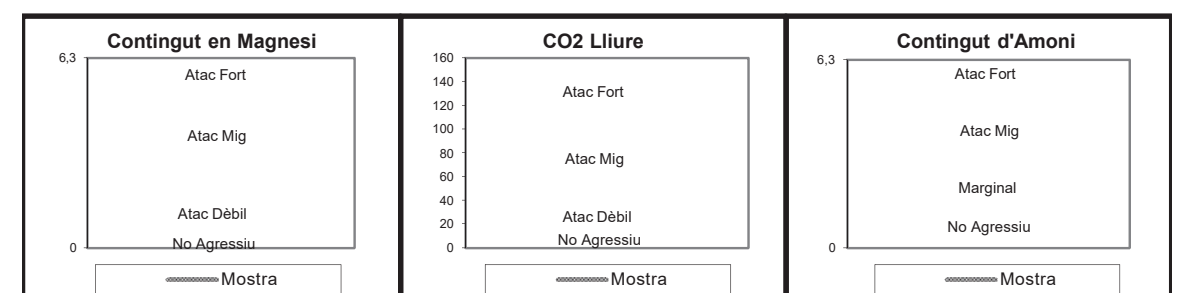 Contingut en Magnesi
6,3
Atac Fort
Atac Mig
Atac Dèbil
No Agressiu
0
Mostra
CO2 Lliure
160
140
120
100
80
60
40
20
0
Atac Fort
Atac Mig
Atac Dèbil
No Agressiu
Mostra
Contingut d'Amoni
6,3
Atac Fort
Atac Mig
Marginal
No Agressiu
0
Mostra